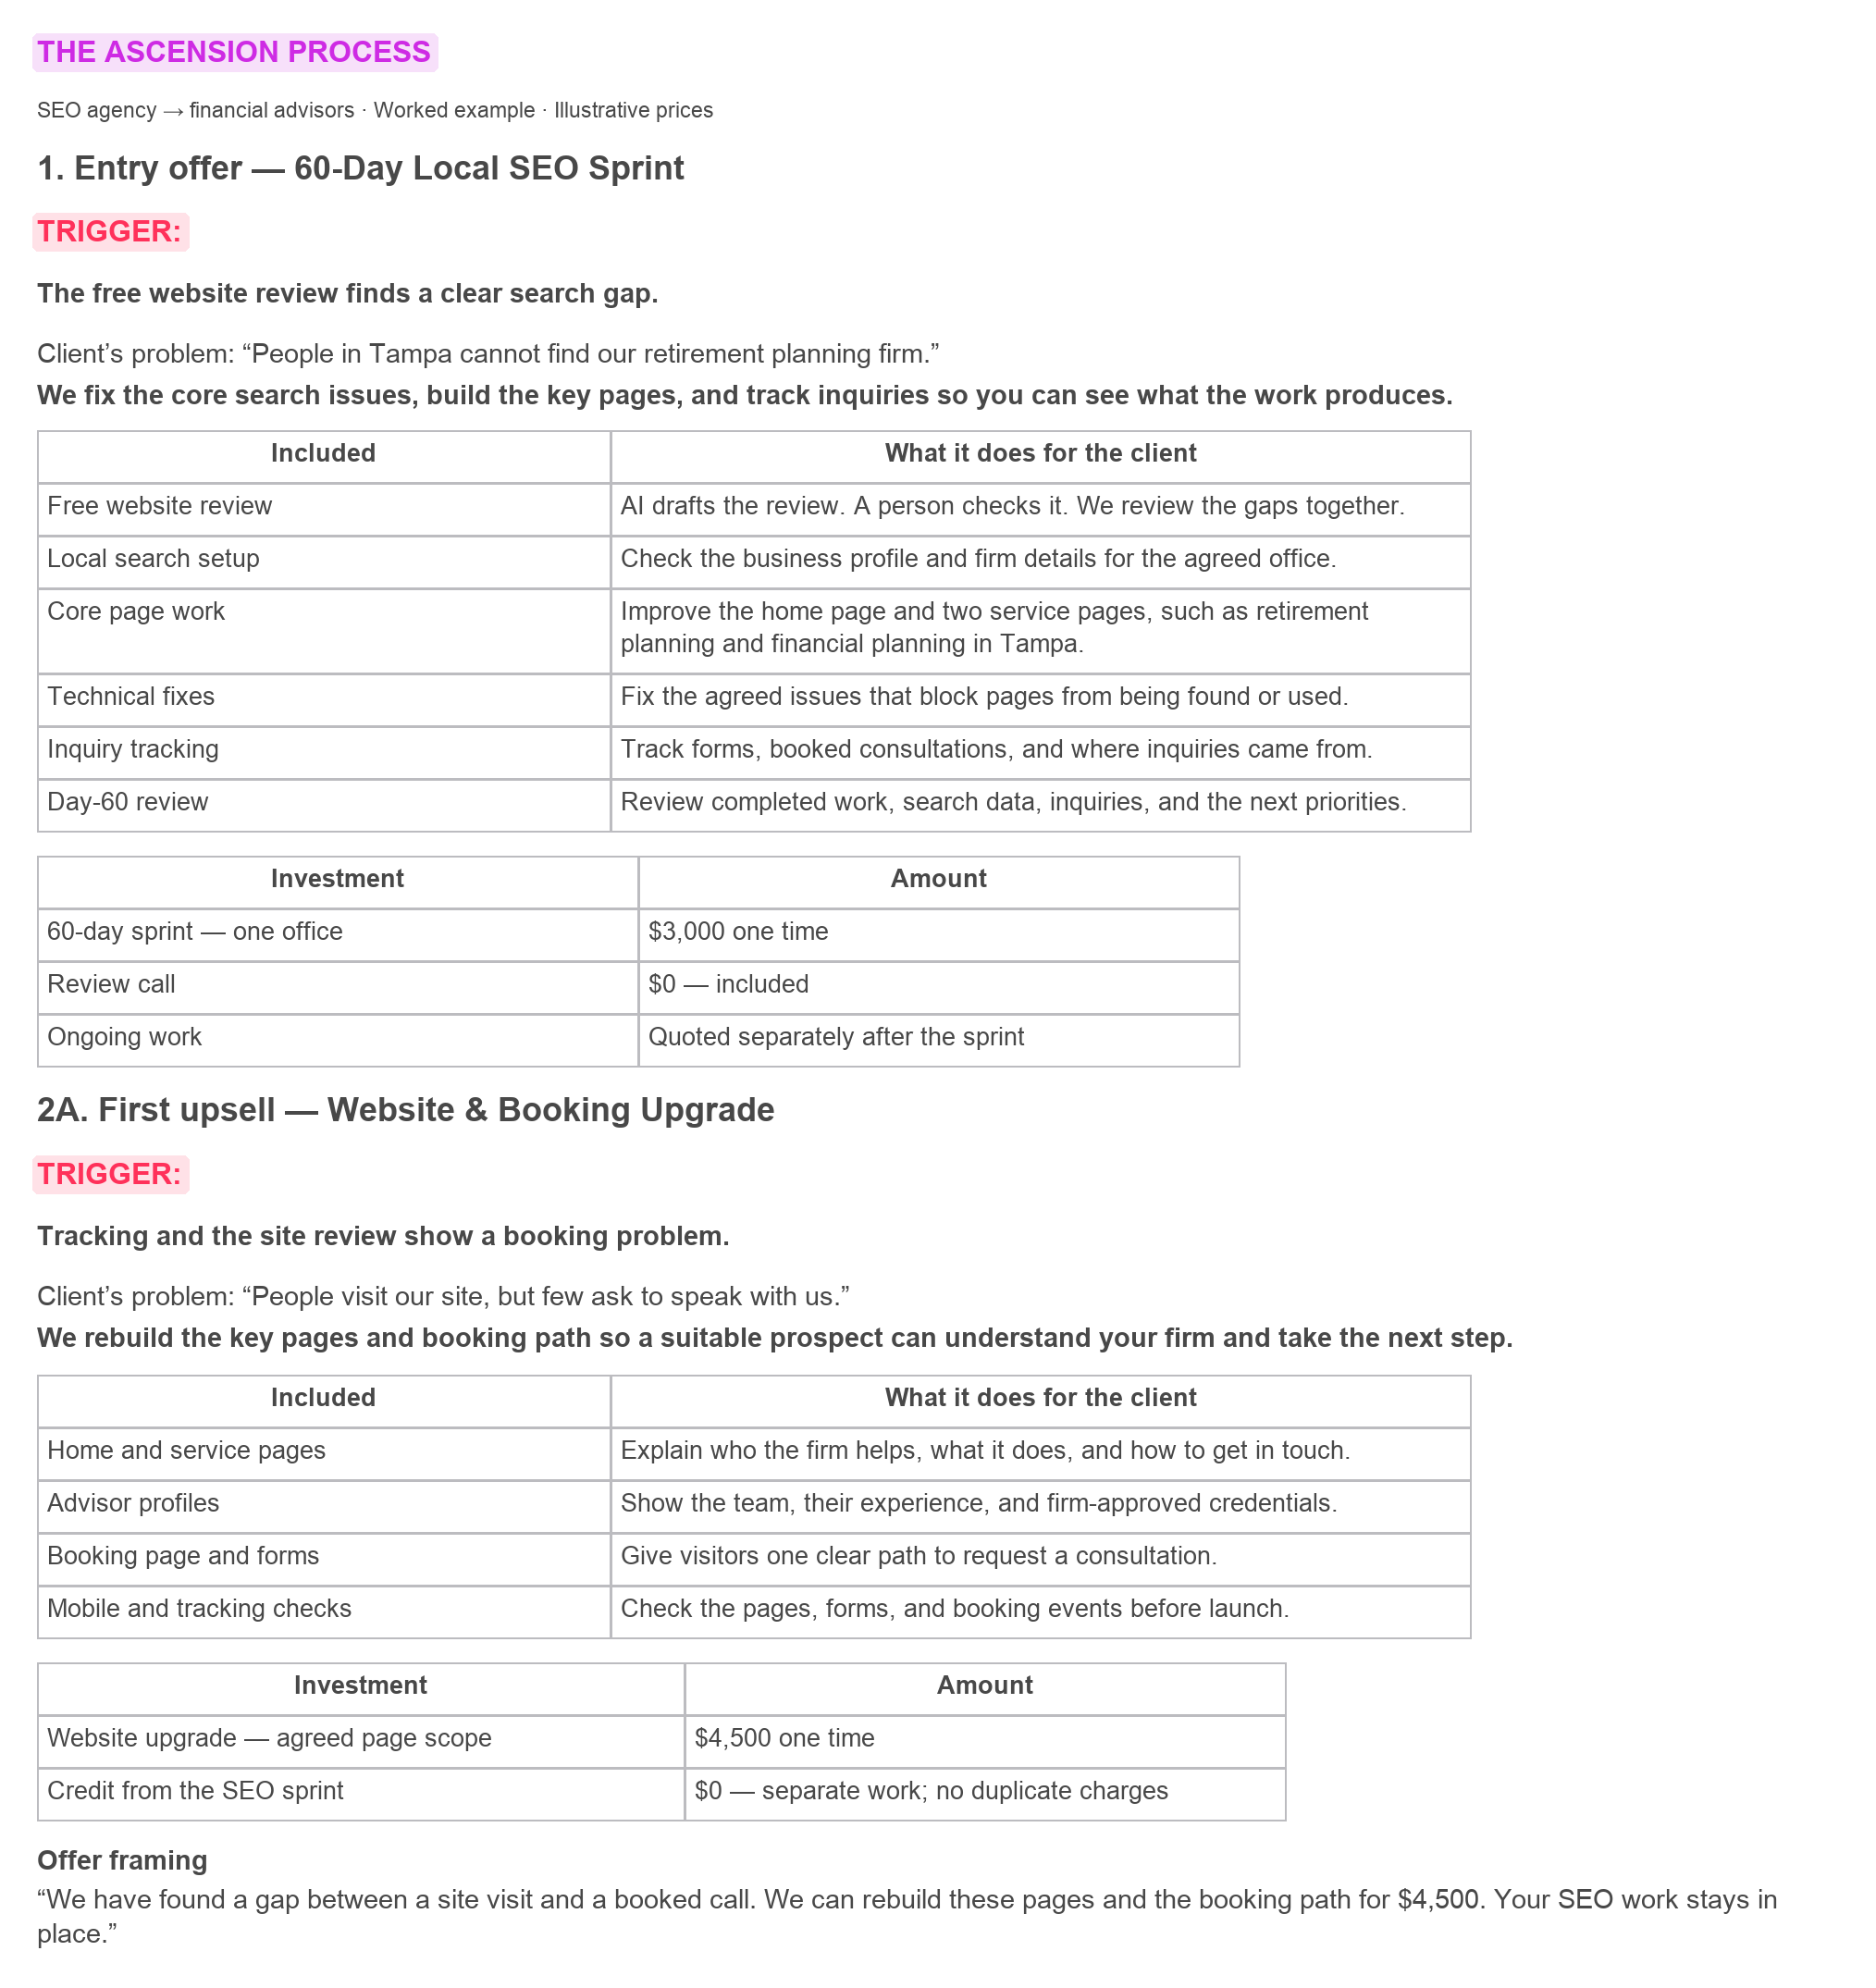 THE ASCENSION PROCESS
SEO agency → financial advisors · Worked example · Illustrative prices
1. Entry offer — 60-Day Local SEO Sprint
TRIGGER:
The free website review finds a clear search gap.
Client’s problem: “People in Tampa cannot find our retirement planning firm.”
We fix the core search issues, build the key pages, and track inquiries so you can see what the work produces.
Included What it does for the client
Free website review AI drafts the review. A person checks it. We review the gaps together.
Local search setup Check the business profile and firm details for the agreed office.
Core page work Improve the home page and two service pages, such as retirement
planning and financial planning in Tampa.
Technical fixes Fix the agreed issues that block pages from being found or used.
Inquiry tracking Track forms, booked consultations, and where inquiries came from.
Day-60 review Review completed work, search data, inquiries, and the next priorities.
Investment Amount
60-day sprint — one office $3,000 one time
Review call $0 — included
Ongoing work Quoted separately after the sprint
2A. First upsell — Website & Booking Upgrade
TRIGGER:
Tracking and the site review show a booking problem.
Client’s problem: “People visit our site, but few ask to speak with us.”
We rebuild the key pages and booking path so a suitable prospect can understand your firm and take the next step.
Included What it does for the client
Home and service pages Explain who the firm helps, what it does, and how to get in touch.
Advisor profiles Show the team, their experience, and firm-approved credentials.
Booking page and forms Give visitors one clear path to request a consultation.
Mobile and tracking checks Check the pages, forms, and booking events before launch.
Investment Amount
Website upgrade — agreed page scope $4,500 one time
Credit from the SEO sprint $0 — separate work; no duplicate charges
Offer framing
“We have found a gap between a site visit and a booked call. We can rebuild these pages and the booking path for $4,500. Your SEO work stays in
place.”